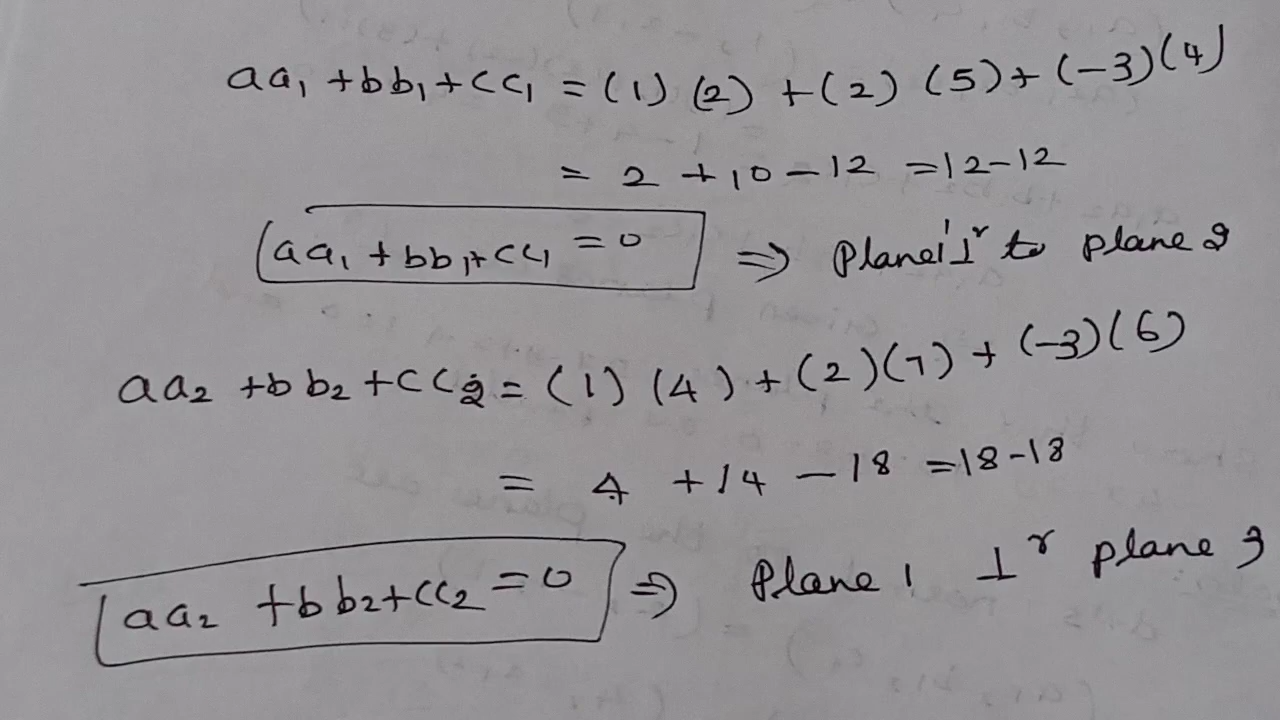 aa₁ + bb₁ + cc₁ = (1) (2) + (2) (5) + (-3)(4)
= 2 + 10 - 12 = 12-12
aa₁ + bb₁ + cc₁ = 0 ⇒ Plane 1 ⊥ʳ to plane 2
aa₂ + bb₂ + cc₂ = (1) (4) + (2)(7) + (-3)(6)
= 4 + 14 - 18 = 18-18
aa₂ + bb₂ + cc₂ = 0 ⇒ Plane 1 ⊥ʳ plane 3